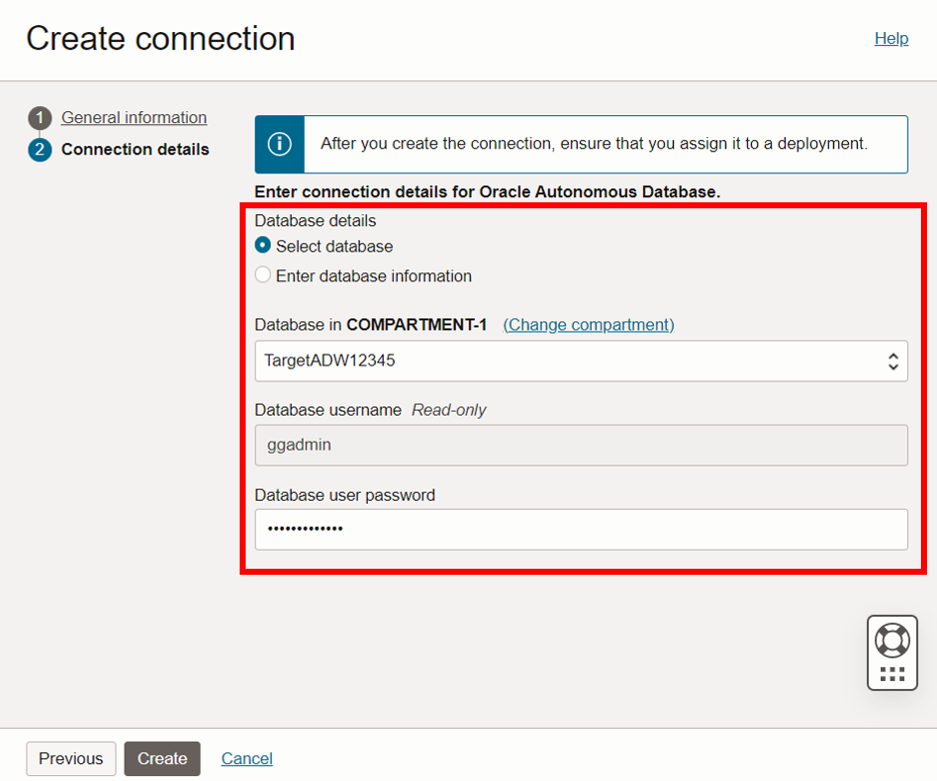 Create connection
Help
1 General information
2 Connection details
After you create the connection, ensure that you assign it to a deployment.
Enter connection details for Oracle Autonomous Database.
Database details
Select database
Enter database information
Database in COMPARTMENT-1 (Change compartment)
TargetADW12345
Database username Read-only
ggadmin
Database user password
•••••••••••••
Previous Create Cancel